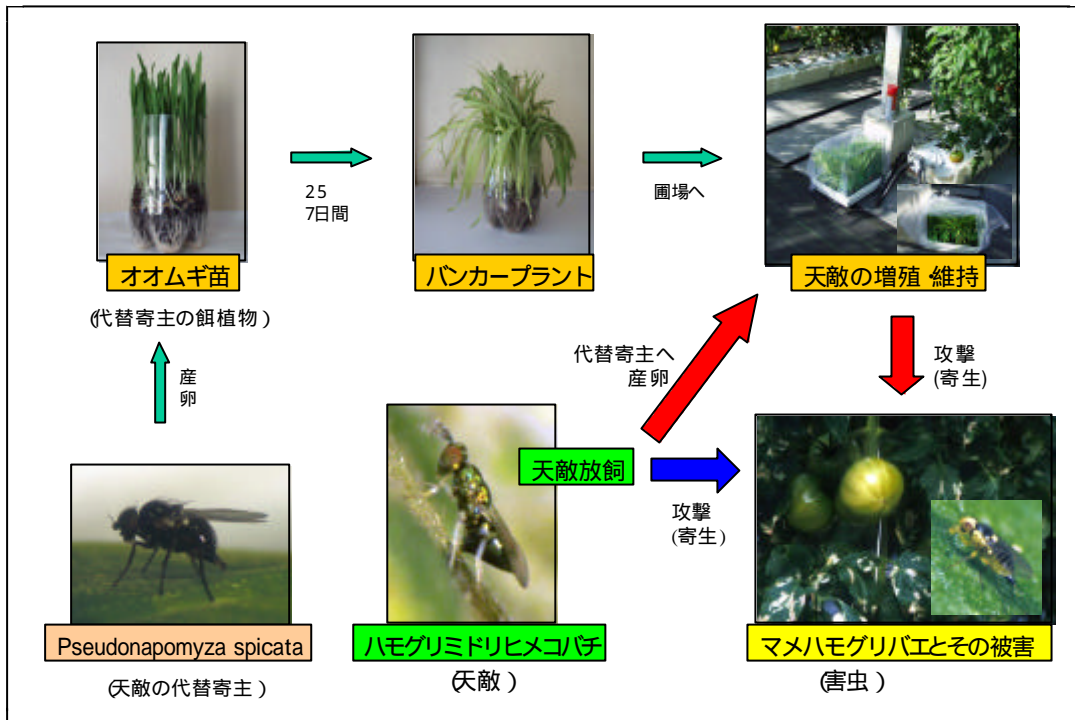 25
7日間
圃場へ
オオムギ苗
バンカープラント
天敵の増殖・維持
(代替寄主の餌植物)
産
卵
代替寄主へ
産卵
攻撃
(寄生)
天敵放飼
攻撃
(寄生)
Pseudonapomyza spicata
ハモグリミドリヒメコバチ
マメハモグリバエとその被害
(天敵の代替寄主)
(天敵)
(害虫)